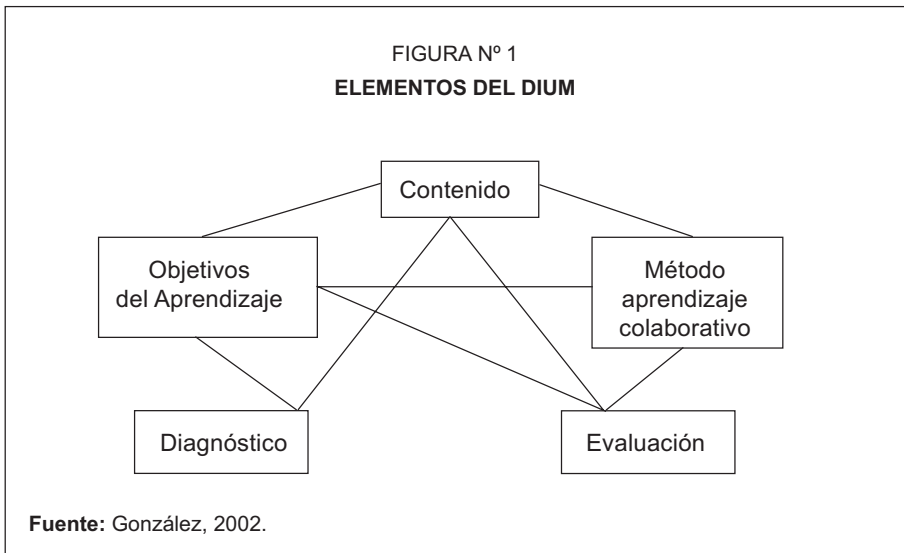 FIGURA Nº 1
ELEMENTOS DEL DIUM
Contenido
Objetivos
del Aprendizaje
Método
aprendizaje
colaborativo
Diagnóstico
Evaluación
Fuente: González, 2002.